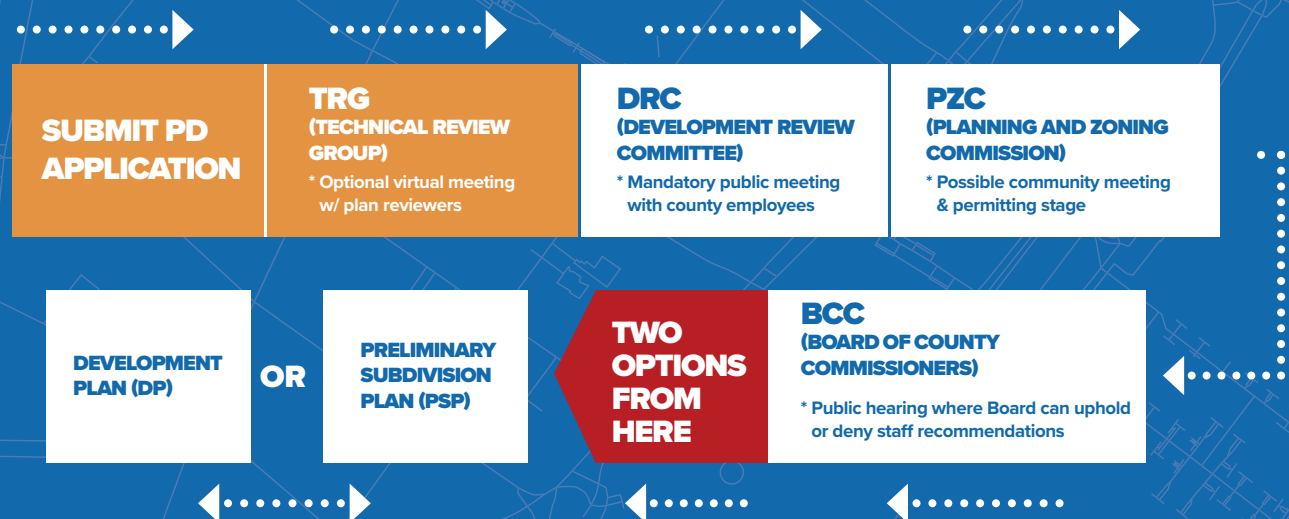 SUBMIT PD
APPLICATION
TRG
(TECHNICAL REVIEW
GROUP)
* Optional virtual meeting
w/ plan reviewers
DRC
(DEVELOPMENT REVIEW
COMMITTEE)
* Mandatory public meeting
with county employees
PZC
(PLANNING AND ZONING
COMMISSION)
* Possible community meeting
& permitting stage
BCC
(BOARD OF COUNTY
COMMISSIONERS)
* Public hearing where Board can uphold
or deny staff recommendations
TWO
OPTIONS
FROM
HERE
PRELIMINARY
SUBDIVISION
PLAN (PSP)
OR
DEVELOPMENT
PLAN (DP)